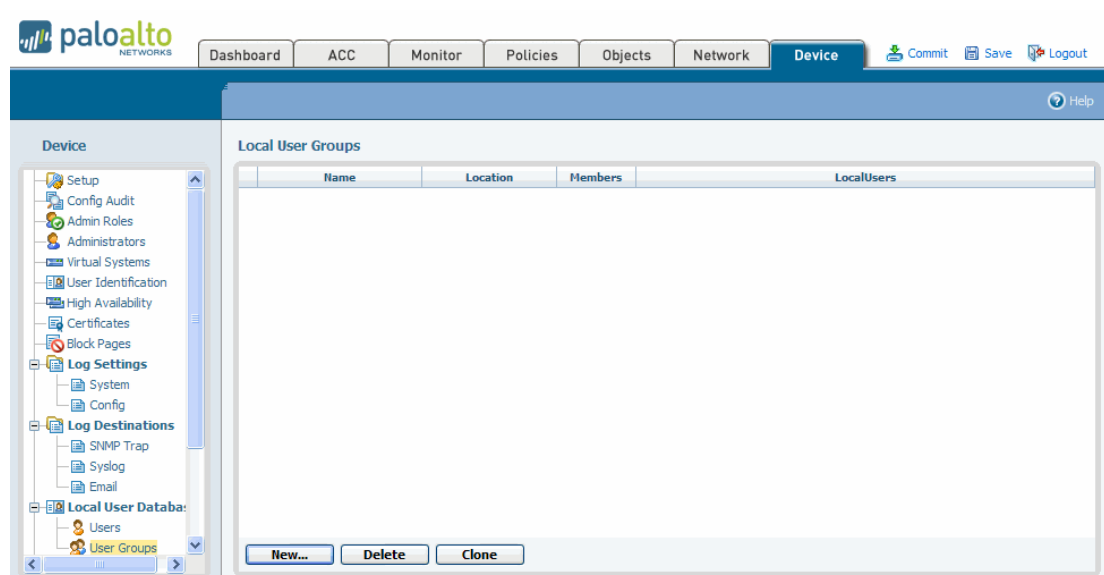 paloalto
NETWORKS
Dashboard ACC Monitor Policies Objects Network Device Commit Save Logout
Help
Device
Local User Groups
Name Location Members LocalUsers
Setup
Config Audit
Admin Roles
Administrators
Virtual Systems
User Identification
High Availability
Certificates
Block Pages
Log Settings
System
Config
Log Destinations
SNMP Trap
Syslog
Email
Local User Databa
Users
User Groups
New... Delete Clone